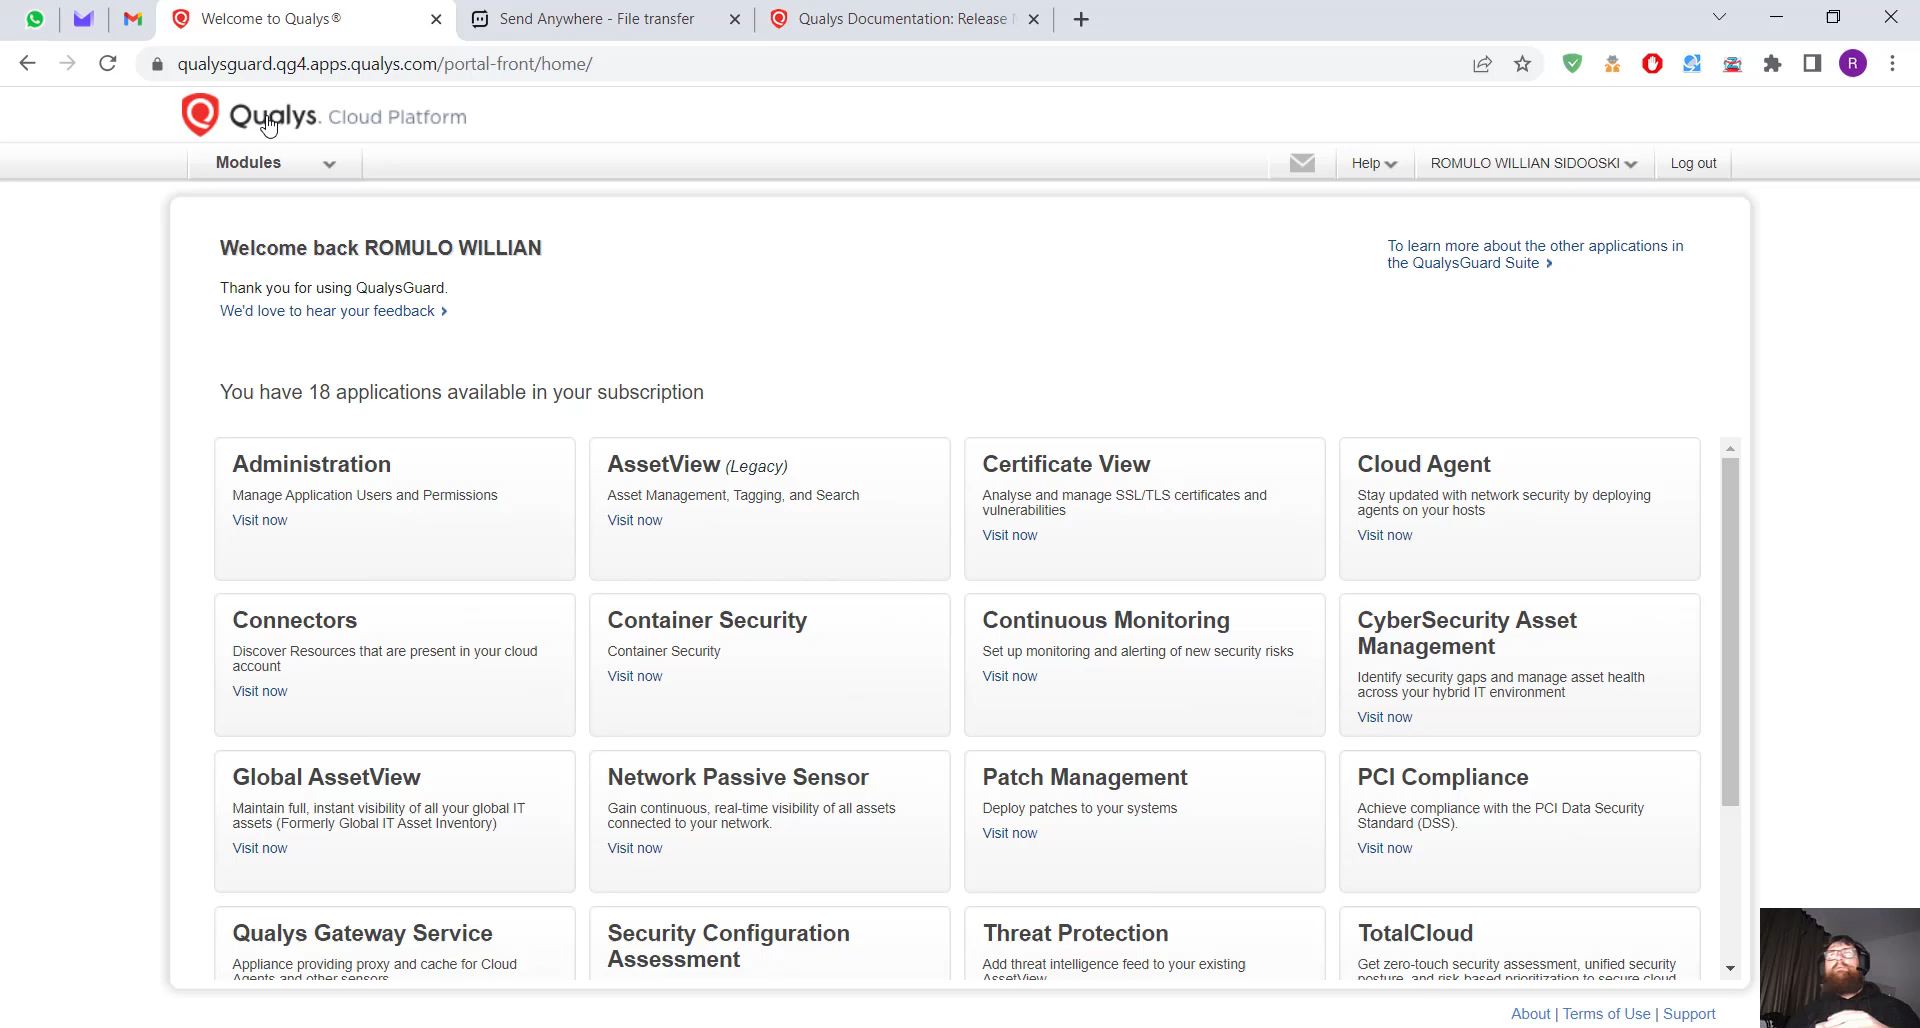 Welcome to Qualys®
Send Anywhere - File transfer
Qualys Documentation: Release
qualysguard.qg4.apps.qualys.com/portal-front/home/
R
Qualys. Cloud Platform
Modules
Help
ROMULO WILLIAN SIDOOSKI
Log out
Welcome back ROMULO WILLIAN
To learn more about the other applications in
the QualysGuard Suite
Thank you for using QualysGuard.
We'd love to hear your feedback
You have 18 applications available in your subscription
Administration
Manage Application Users and Permissions
Visit now
AssetView (Legacy)
Asset Management, Tagging, and Search
Visit now
Certificate View
Analyse and manage SSL/TLS certificates and
vulnerabilities
Visit now
Cloud Agent
Stay updated with network security by deploying
agents on your hosts
Visit now
Connectors
Discover Resources that are present in your cloud
account
Visit now
Container Security
Container Security
Visit now
Continuous Monitoring
Set up monitoring and alerting of new security risks
Visit now
CyberSecurity Asset
Management
Identify security gaps and manage asset health
across your hybrid IT environment
Visit now
Global AssetView
Maintain full, instant visibility of all your global IT
assets (Formerly Global IT Asset Inventory)
Visit now
Network Passive Sensor
Gain continuous, real-time visibility of all assets
connected to your network.
Visit now
Patch Management
Deploy patches to your systems
Visit now
PCI Compliance
Achieve compliance with the PCI Data Security
Standard (DSS).
Visit now
Qualys Gateway Service
Appliance providing proxy and cache for Cloud
Agents and other sensors
Security Configuration
Assessment
Threat Protection
Add threat intelligence feed to your existing
AssetView
TotalCloud
Get zero-touch security assessment, unified security
posture, and risk based prioritization to secure cloud
About | Terms of Use | Support